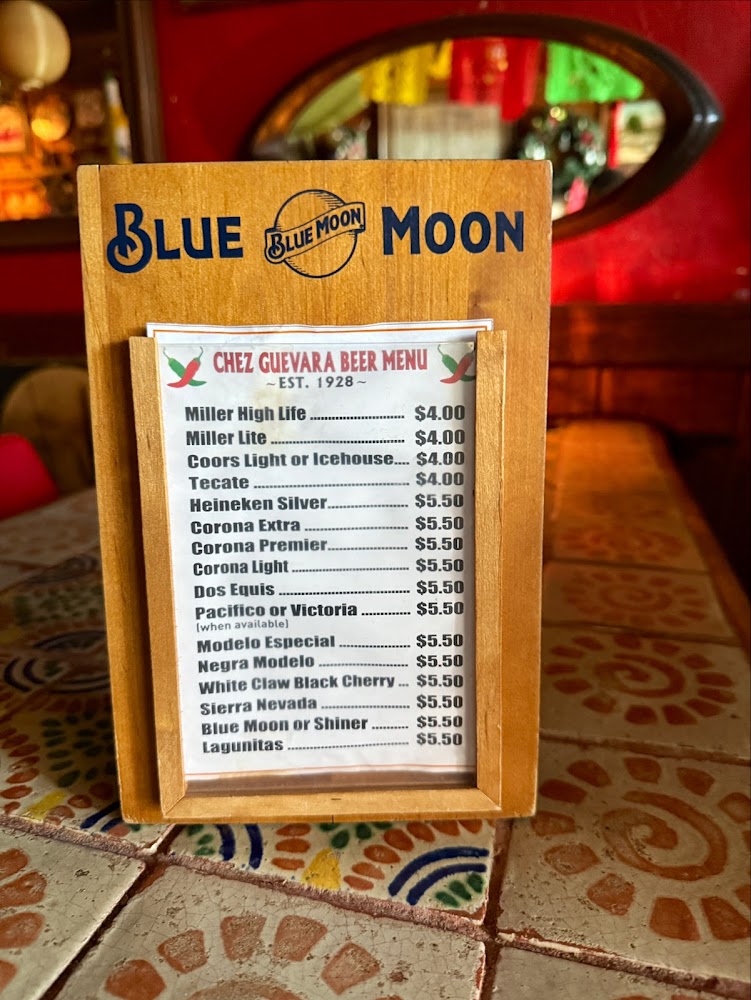 BLUE BLUE MOON MOON
CHEZ GUEVARA BEER MENU
~EST. 1928~
Miller High Life ........................ $4.00
Miller Lite .................................. $4.00
Coors Light or Icehouse.... $4.00
Tecate ........................................ $4.00
Heineken Silver..................... $5.50
Corona Extra ........................... $5.50
Corona Premier..................... $5.50
Corona Light .............................. $5.50
Dos Equis .................................. $5.50
Pacifico or Victoria ............. $5.50
(when available)
Modelo Especial ................... $5.50
Negra Modelo ........................ $5.50
White Claw Black Cherry ... $5.50
Sierra Nevada ........................ $5.50
Blue Moon or Shiner .......... $5.50
Lagunitas ................................. $5.50